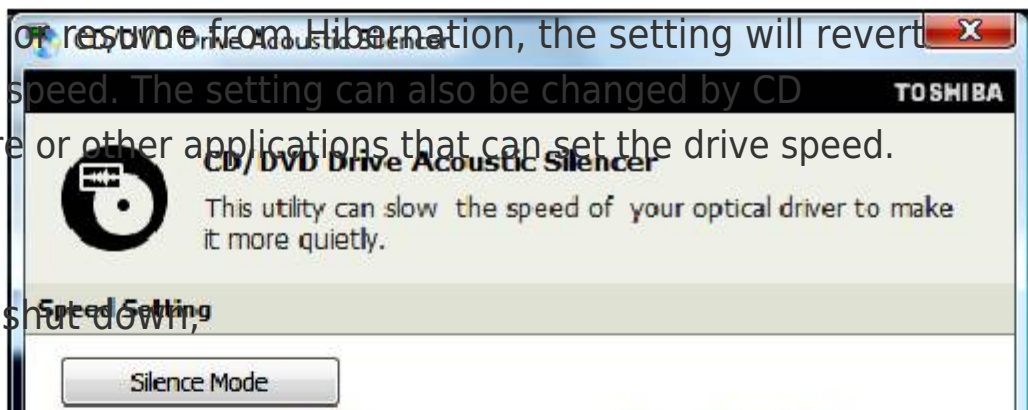 or resume from Hibernation, the setting will revert
CD/DVD Drive Acoustic Silencer
speed. The setting can also be changed by CD
TOSHIBA
or other applications that can set the drive speed.
CD/DVD Drive Acoustic Silencer
This utility can slow the speed of your optical driver to make
it more quietly.
Speed Setting
shut down,
Silence Mode